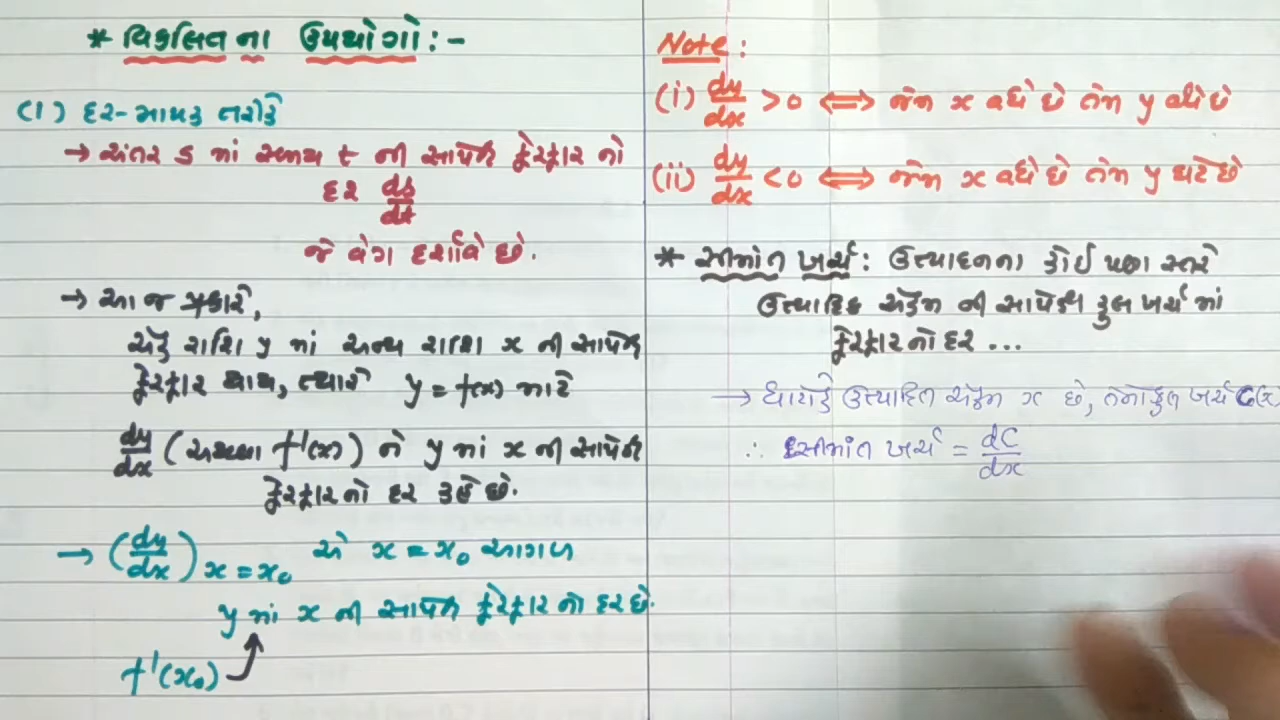 * વિકલિત ના ઉપયોગો :-
(1) દર-માપક તરીકે
→ અંતર s માં સમય t ની સાપેક્ષે ફેરફાર નો
દર ds/dt
જે વેગ દર્શાવે છે.
→ આ જ પ્રકારે,
એક રાશિ y માં અન્ય રાશિ x ની સાપેક્ષે
ફેરફાર થાય, ત્યારે y = f(x) માટે
dy/dx (અથવા f'(x)) ને y માં x ની સાપેક્ષે
ફેરફાર નો દર કહે છે.
→ (dy/dx) x = x₀ એ x = x₀ આગળ
y માં x ની સાપેક્ષે ફેરફાર નો દર છે.
f'(x₀)
Note :
(i) dy/dx > 0 ⟺ જેમ x વધે છે તેમ y વધે છે
(ii) dy/dx < 0 ⟺ જેમ x વધે છે તેમ y ઘટે છે
* સીમાંત ખર્ચ : ઉત્પાદનના કોઈ પણ સ્તરે
ઉત્પાદિત એકમ ની સાપેક્ષે કુલ ખર્ચ માં
ફેરફારનો દર ...
→ ધારોકે ઉત્પાદિત એકમ x છે, તેનો કુલ ખર્ચ C(x
∴ સીમાંત ખર્ચ = dC/dx